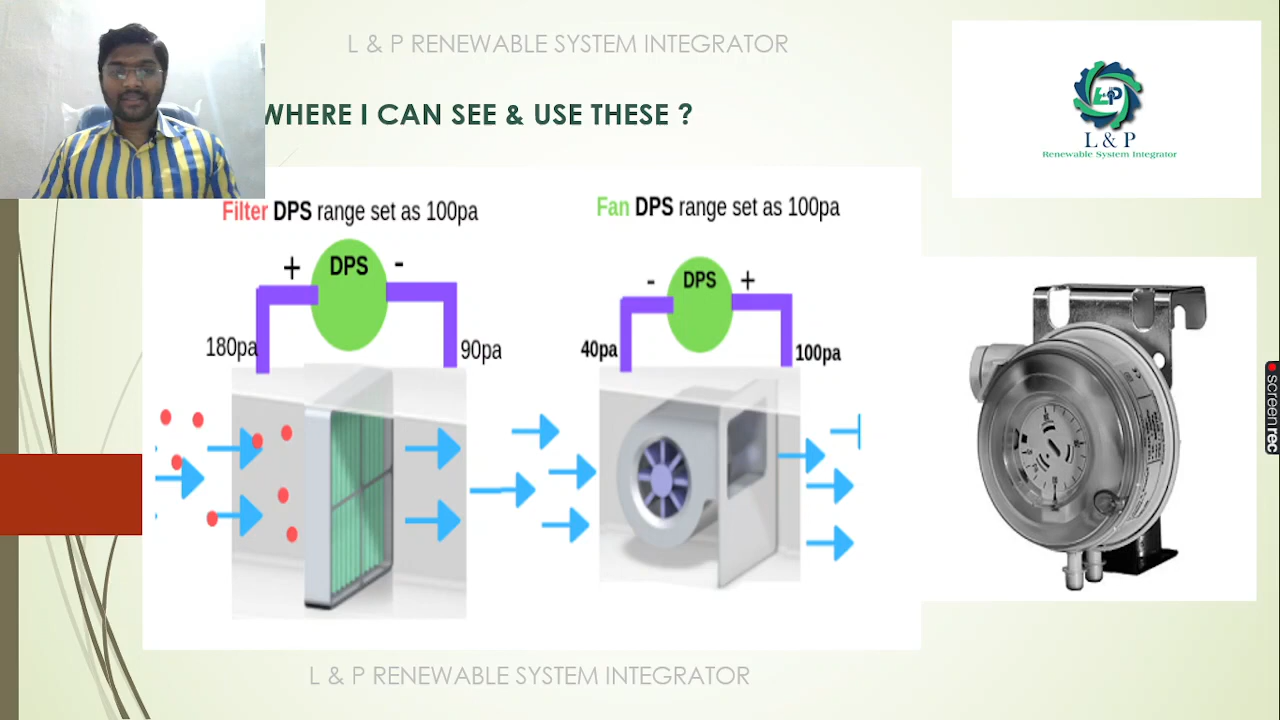 L & P RENEWABLE SYSTEM INTEGRATOR
WHERE I CAN SEE & USE THESE ?
L & P
L & P
Renewable System Integrator
Filter DPS range set as 100pa
+ DPS -
180pa
90pa
Fan DPS range set as 100pa
- DPS +
40pa
100pa
L & P RENEWABLE SYSTEM INTEGRATOR
screenrec